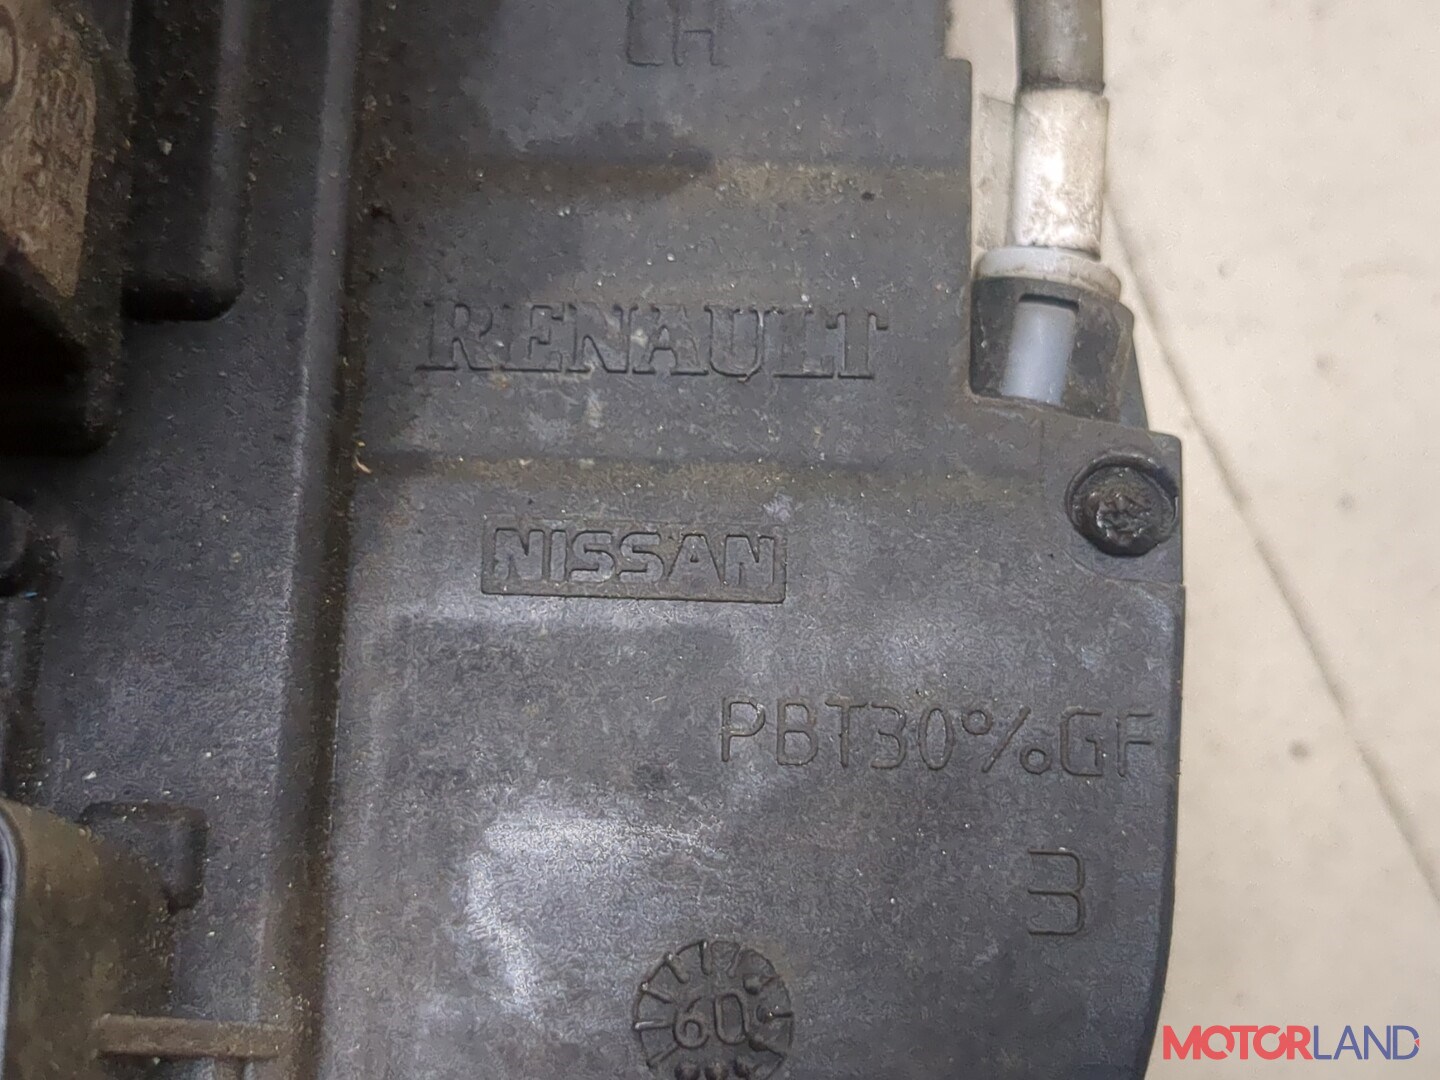 LH
RENAULT
NISSAN
PBT30%GF
3
60
MOTORLAND